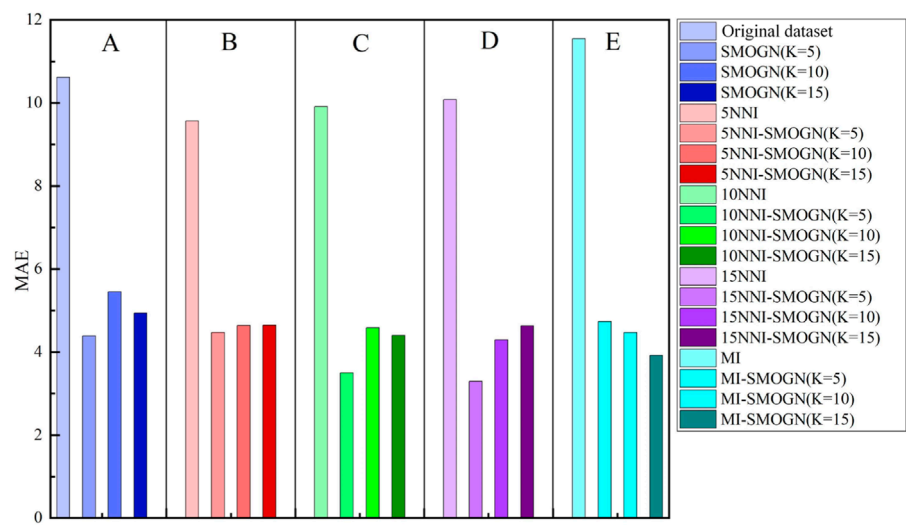 12
10
8
6
4
2
0
MAE
A
B
C
D
E
Original dataset
SMOGN(K=5)
SMOGN(K=10)
SMOGN(K=15)
5NNI
5NNI-SMOGN(K=5)
5NNI-SMOGN(K=10)
5NNI-SMOGN(K=15)
10NNI
10NNI-SMOGN(K=5)
10NNI-SMOGN(K=10)
10NNI-SMOGN(K=15)
15NNI
15NNI-SMOGN(K=5)
15NNI-SMOGN(K=10)
15NNI-SMOGN(K=15)
MI
MI-SMOGN(K=5)
MI-SMOGN(K=10)
MI-SMOGN(K=15)